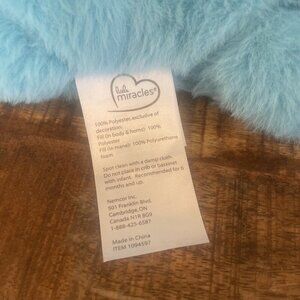 little
miracles®
100% Polyester, exclusive of
decoration
Fill (in body & horns): 100%
Polyester
Fill (in mane): 100% Polyurethane
foam
Spot clean with a damp cloth.
Do not place in crib or bassinet
with infant. Recommended for 6
months and up.
Nemcor Inc.
501 Franklin Blvd.
Cambridge, ON
Canada N1R 8G9
1-888-425-6587
Made in China
ITEM 1094597